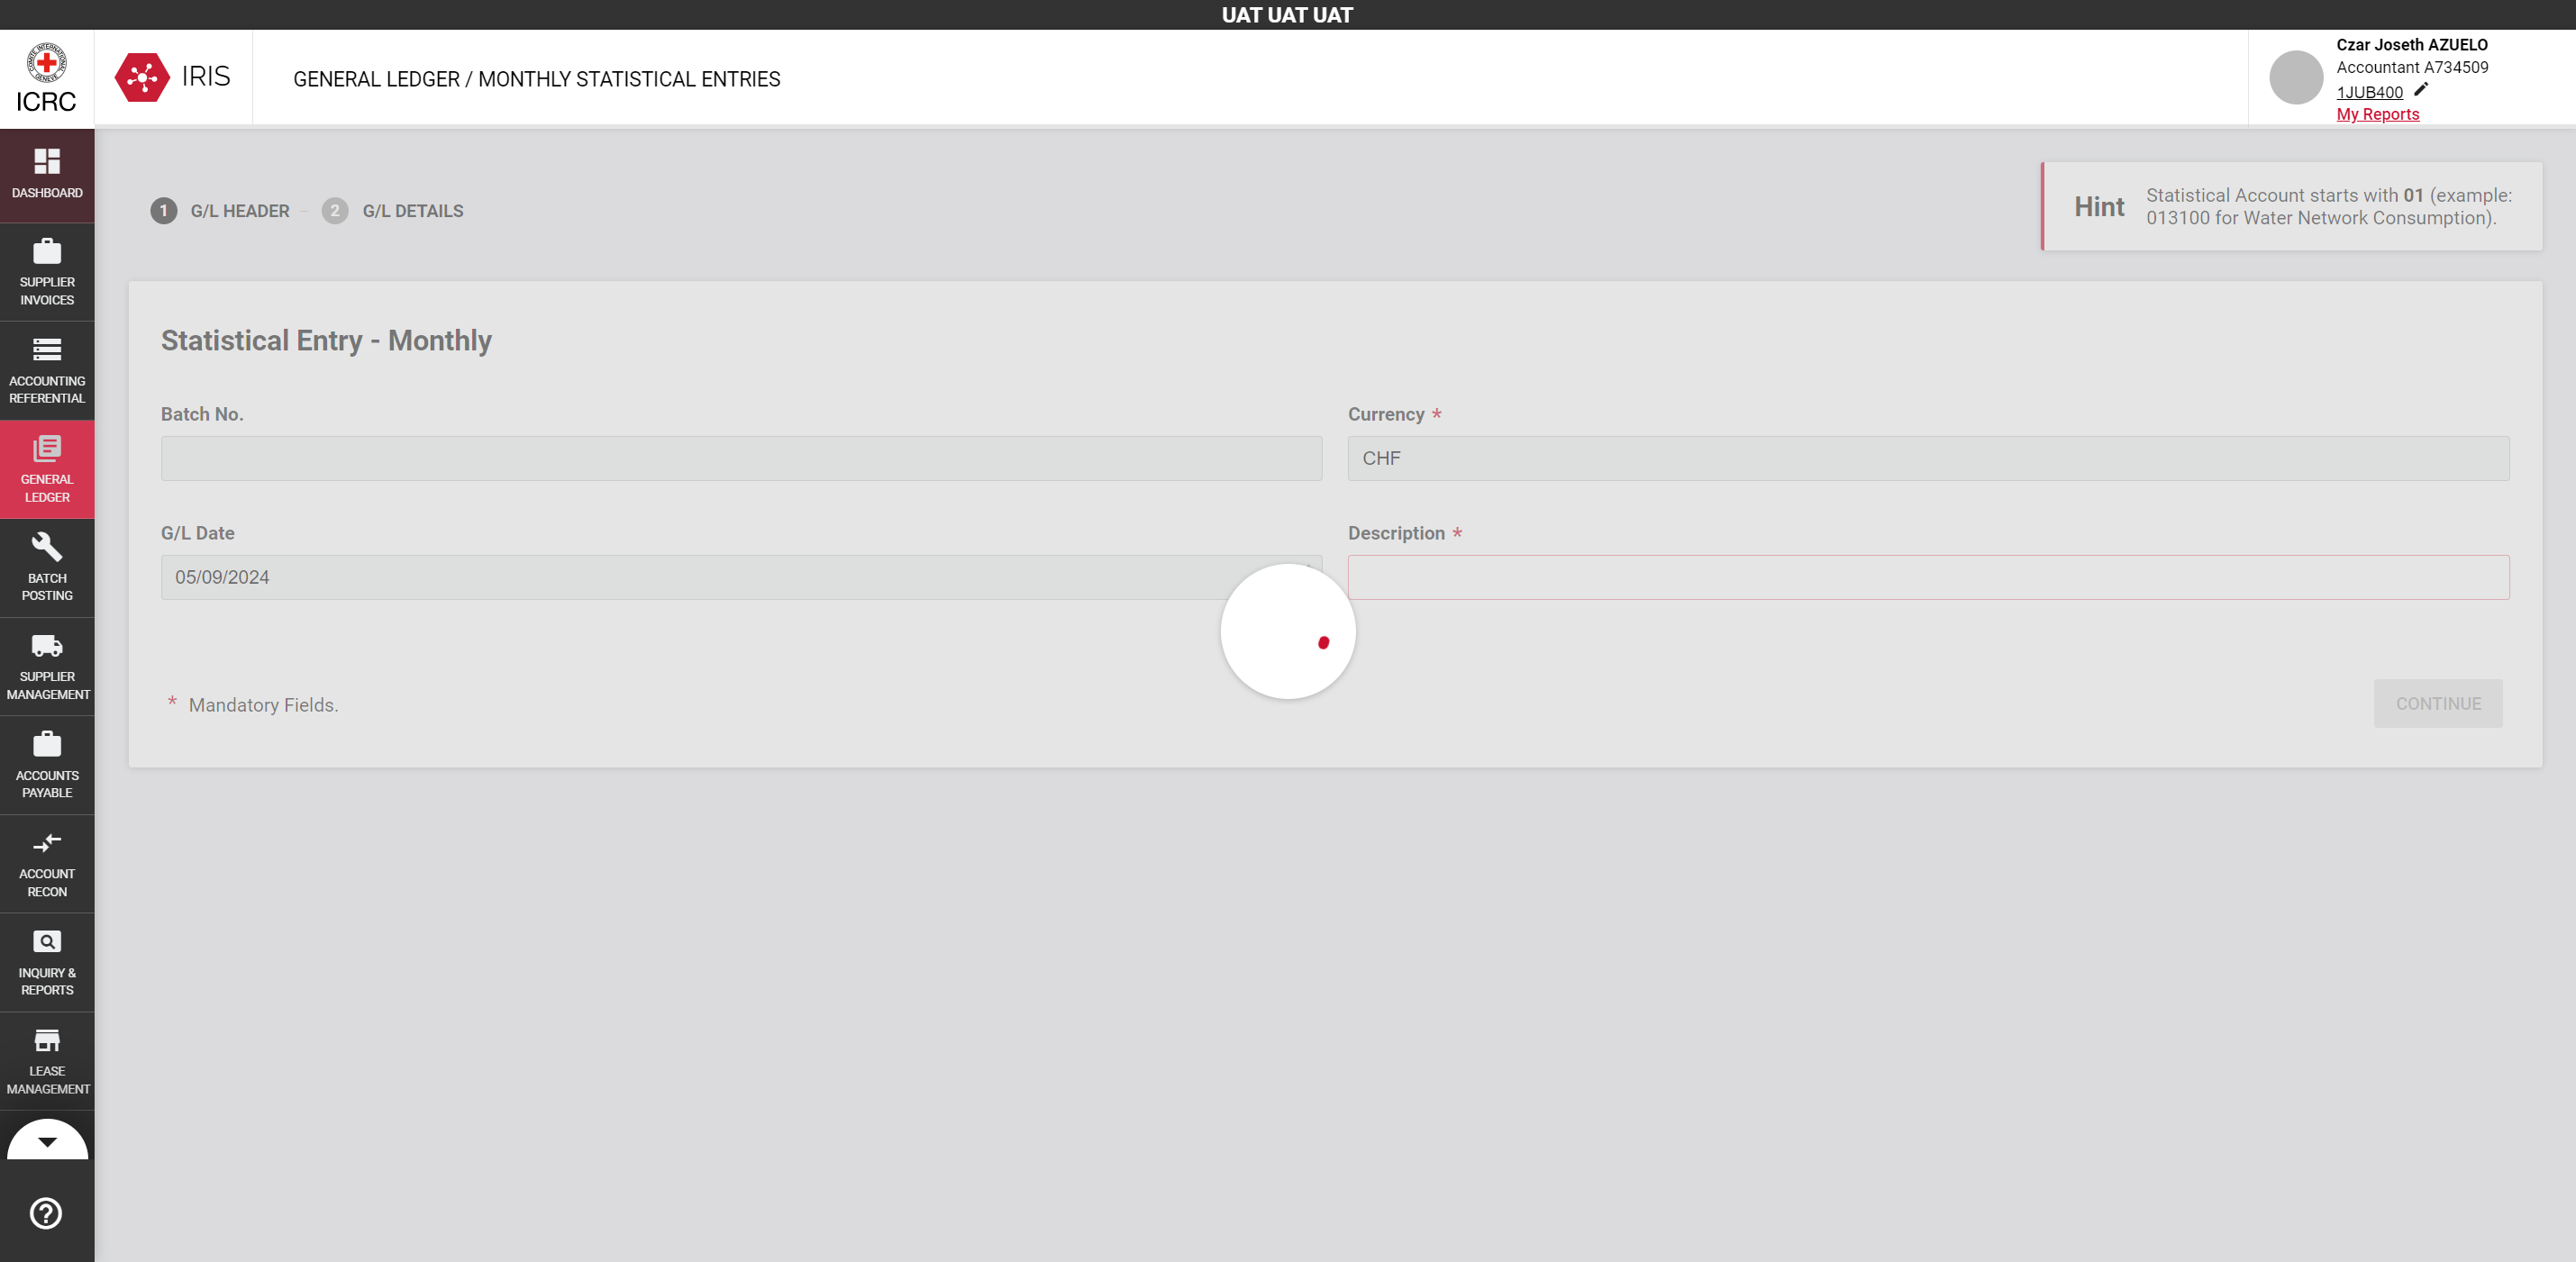 UAT UAT UAT
COMITE INTERNATIONAL GENEVE
ICRC
IRIS
GENERAL LEDGER / MONTHLY STATISTICAL ENTRIES
Czar Joseth AZUELO
Accountant A734509
1JUB400
My Reports
DASHBOARD
SUPPLIER
INVOICES
ACCOUNTING
REFERENTIAL
GENERAL
LEDGER
BATCH
POSTING
SUPPLIER
MANAGEMENT
ACCOUNTS
PAYABLE
ACCOUNT
RECON
INQUIRY &
REPORTS
LEASE
MANAGEMENT
1 G/L HEADER – 2 G/L DETAILS
Hint
Statistical Account starts with 01 (example:
013100 for Water Network Consumption).
Statistical Entry - Monthly
Batch No.
Currency *
CHF
G/L Date
05/09/2024
Description *
* Mandatory Fields.
CONTINUE